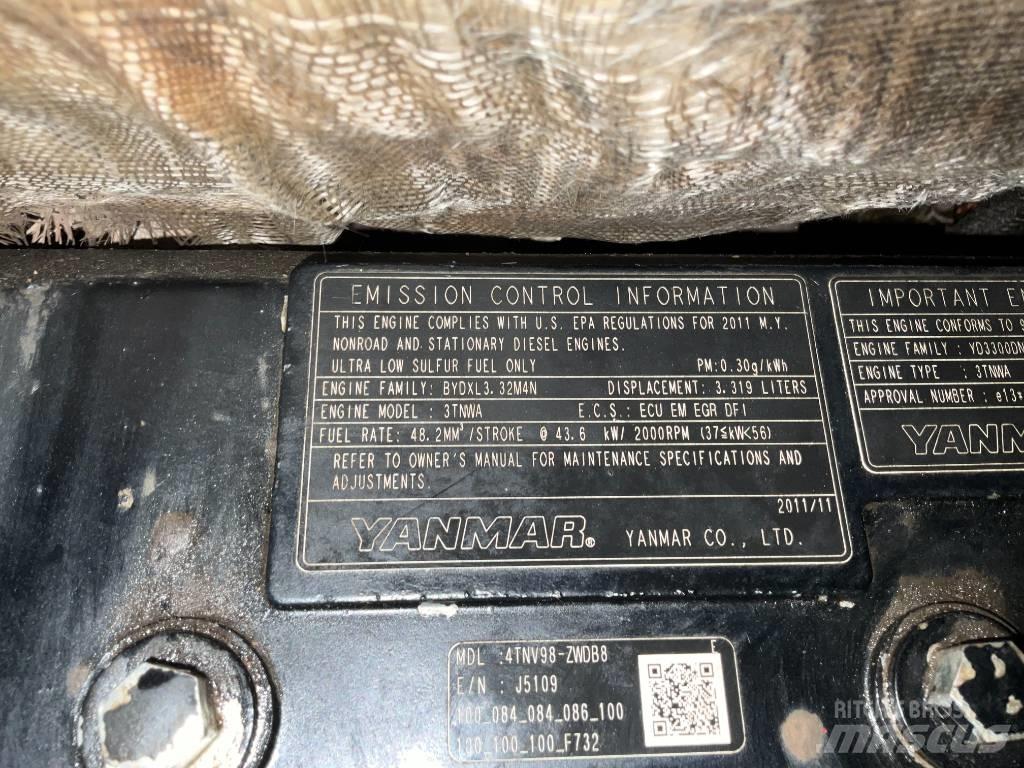 EMISSION CONTROL INFORMATION
THIS ENGINE COMPLIES WITH U.S. EPA REGULATIONS FOR 2011 M.Y.
NONROAD AND STATIONARY DIESEL ENGINES.
ULTRA LOW SULFUR FUEL ONLY PM:0.30g/kWh
ENGINE FAMILY: BYDXL3.32M4N DISPLACEMENT: 3.319 LITERS
ENGINE MODEL : 3TNWA E.C.S. : ECU EM EGR DFI
FUEL RATE: 48.2MM³/STROKE @ 43.6 kW/ 2000RPM (37≦kW<56)
REFER TO OWNER'S MANUAL FOR MAINTENANCE SPECIFICATIONS AND
ADJUSTMENTS.
2011/11
YANMAR® YANMAR CO., LTD.
IMPORTANT
THIS ENGINE CONFORMS TO
ENGINE FAMILY : YD3300DN
ENGINE TYPE : 3TNWA
APPROVAL NUMBER : e13*
YANM
MDL :4TNV98-ZWDB8
E/N : J5109
100_084_084_086_100
100_100_100_F732
RITCHIE BROS
MASCUS